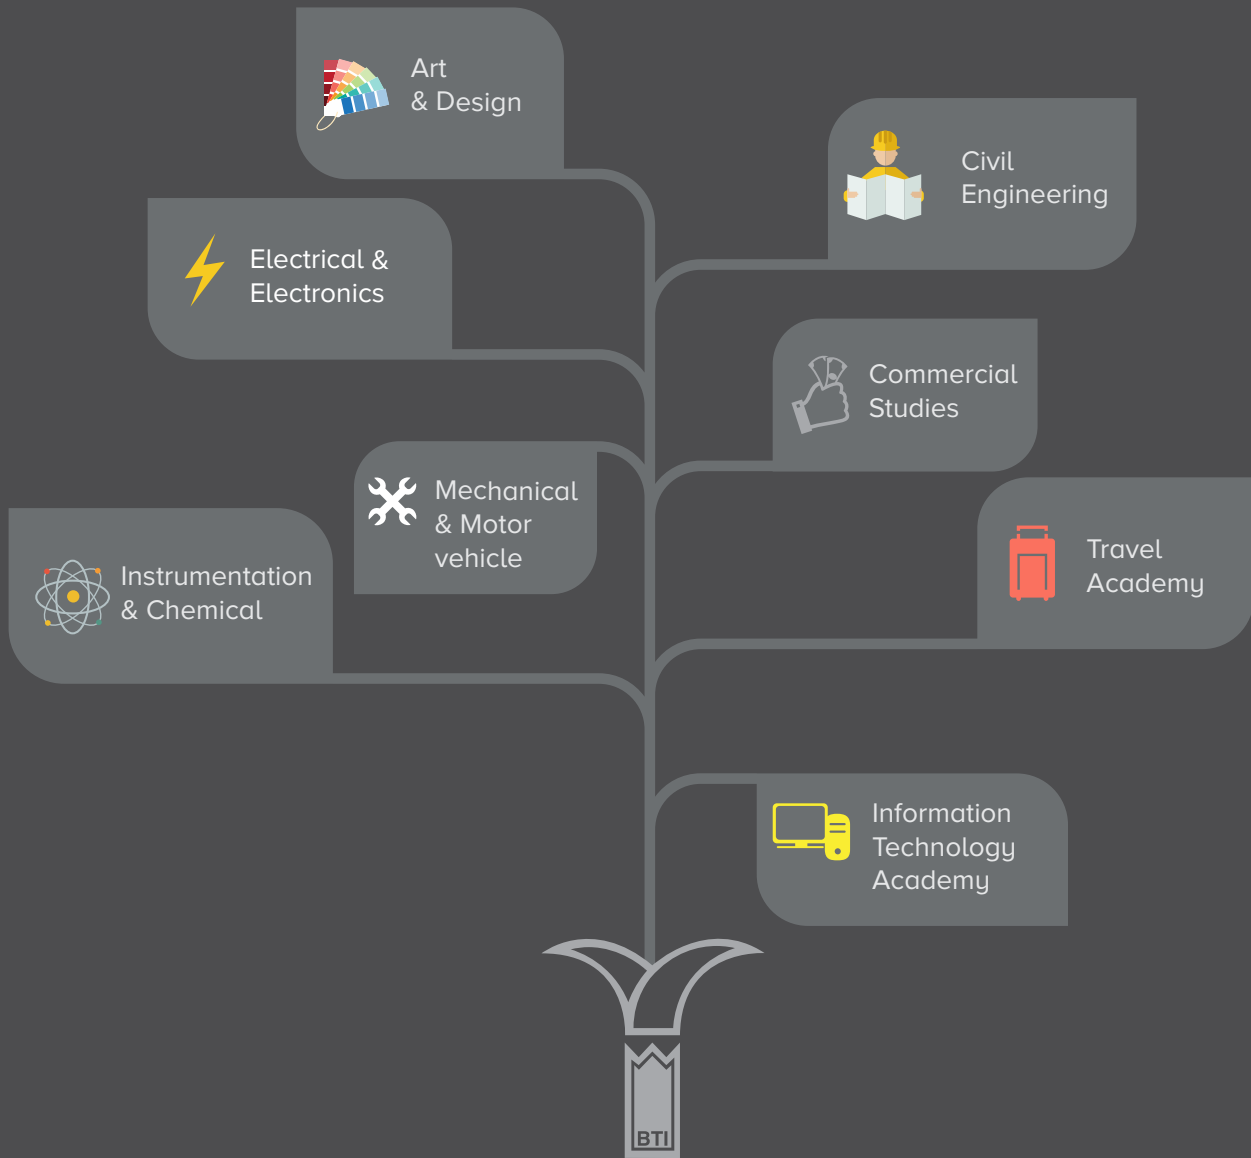 Art
& Design
Civil
Engineering
Electrical &
Electronics
Commercial
Studies
Mechanical
& Motor
vehicle
Travel
Academy
Instrumentation
& Chemical
Information
Technology
Academy
BTI